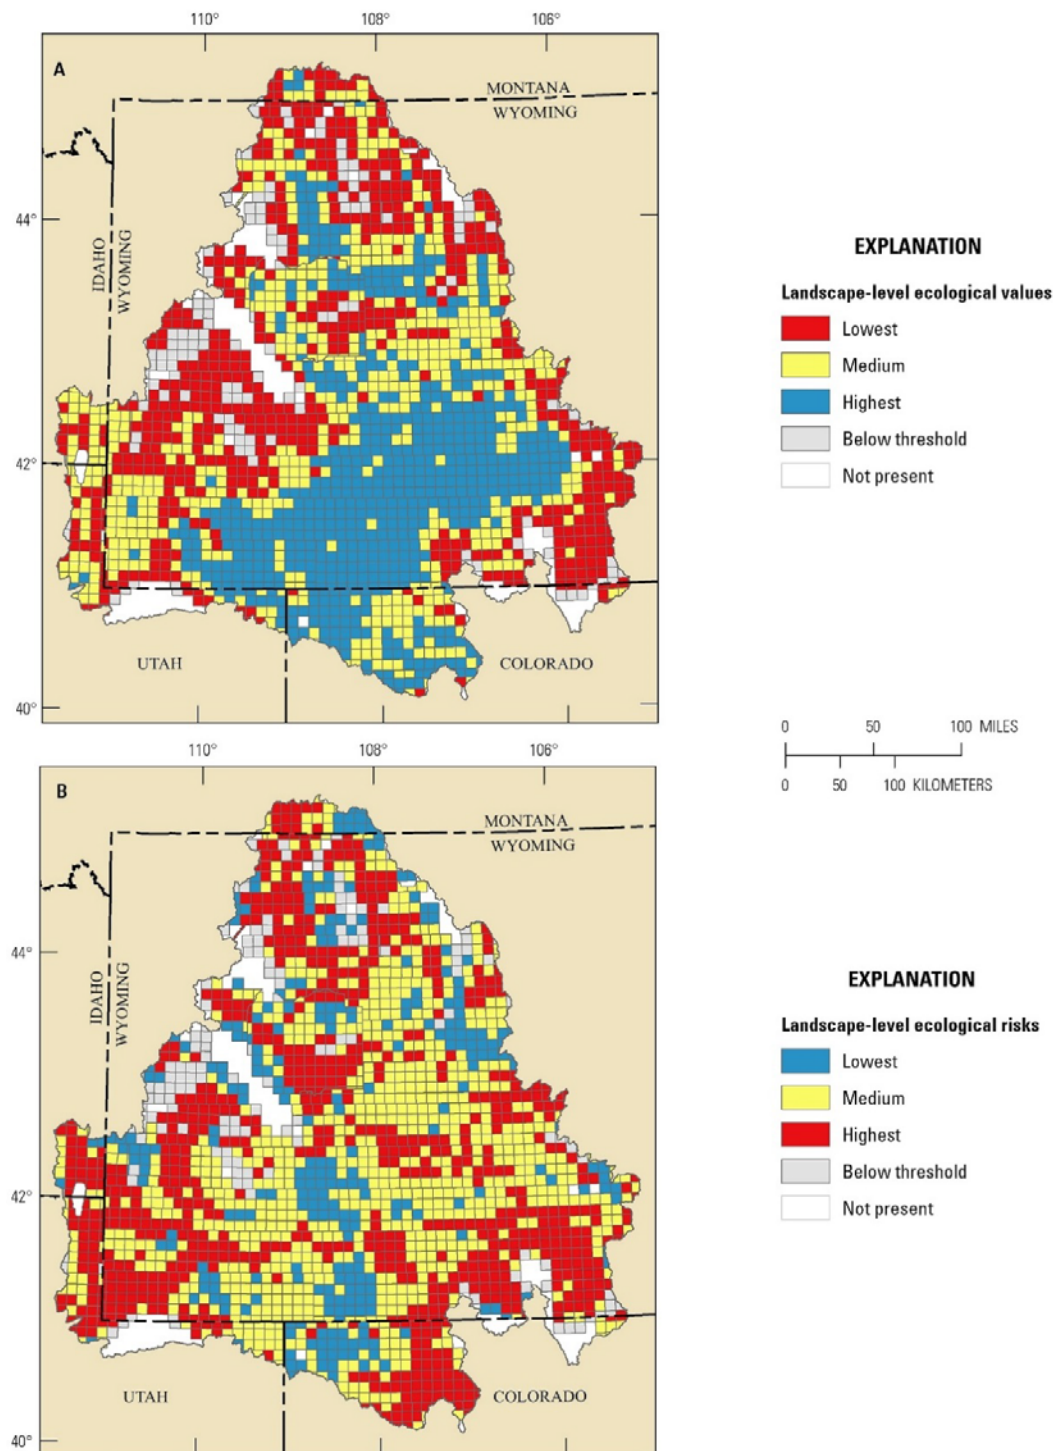 110°
108°
106°
A
MONTANA
WYOMING
44°
IDAHO
WYOMING
42°
UTAH
COLORADO
40°
EXPLANATION
Landscape-level ecological values
Lowest
Medium
Highest
Below threshold
Not present
0 50 100 MILES
0 50 100 KILOMETERS
110°
108°
106°
B
MONTANA
WYOMING
44°
IDAHO
WYOMING
42°
UTAH
COLORADO
40°
EXPLANATION
Landscape-level ecological risks
Lowest
Medium
Highest
Below threshold
Not present